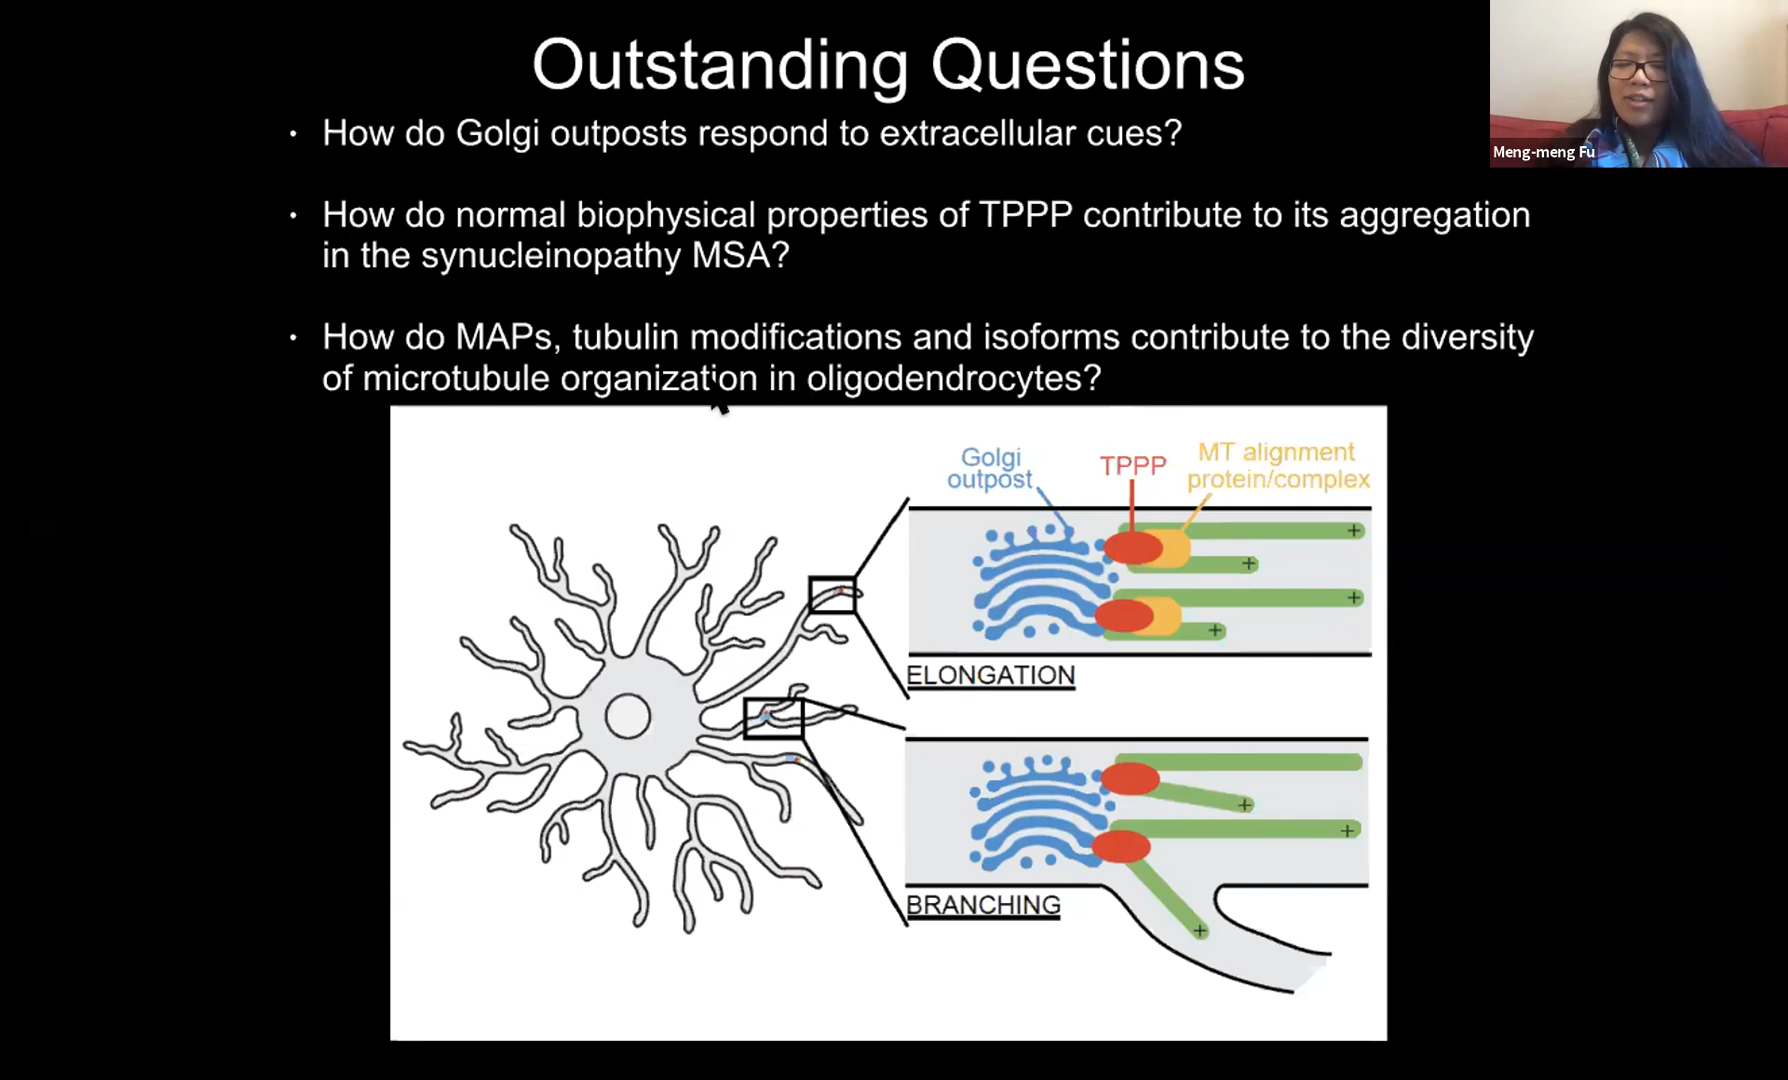 Outstanding Questions
Meng-meng Fu
• How do Golgi outposts respond to extracellular cues?
• How do normal biophysical properties of TPPP contribute to its aggregation
in the synucleinopathy MSA?
• How do MAPs, tubulin modifications and isoforms contribute to the diversity
of microtubule organization in oligodendrocytes?
Golgi
outpost
TPPP
MT alignment
protein/complex
+
+
+
+
ELONGATION
+
+
BRANCHING
+